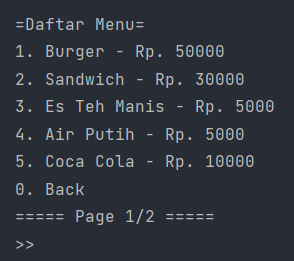 =Daftar Menu=
1. Burger - Rp. 50000
2. Sandwich - Rp. 30000
3. Es Teh Manis - Rp. 5000
4. Air Putih - Rp. 5000
5. Coca Cola - Rp. 10000
0. Back
===== Page 1/2 =====
>>